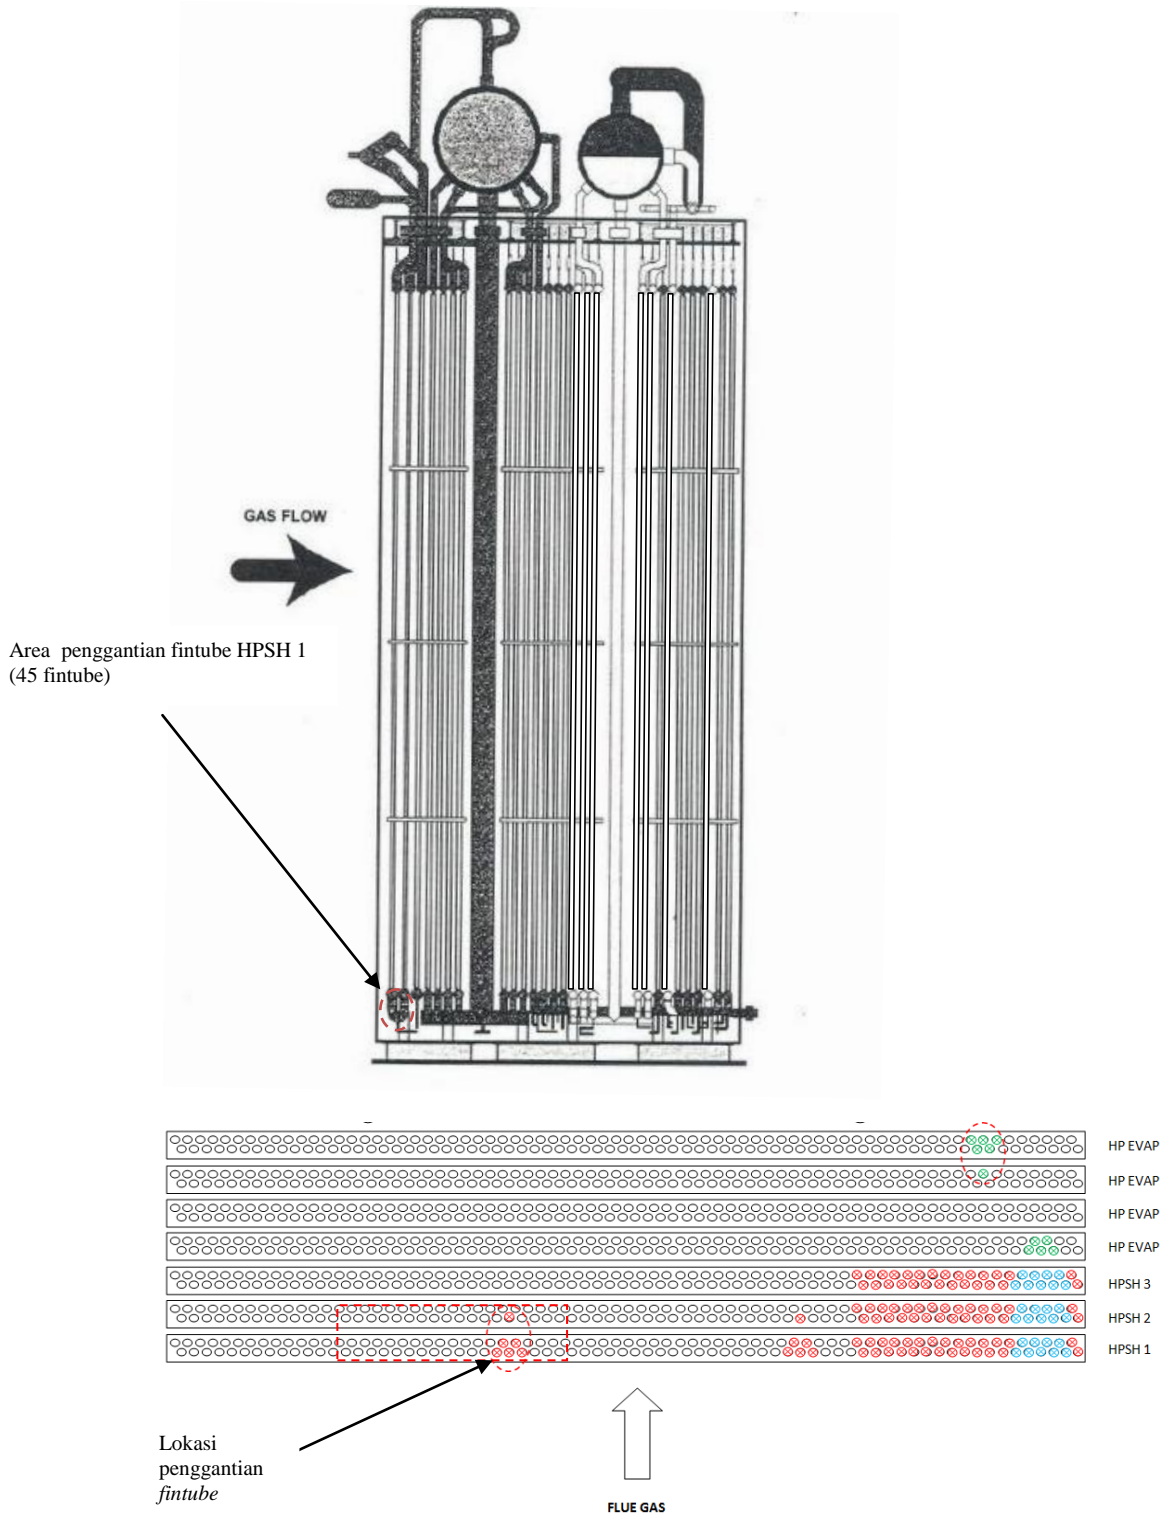 GAS FLOW
Area penggantian fintube HPSH 1
(45 fintube)
HP EVAP
HP EVAP
HP EVAP
HP EVAP
HPSH 3
HPSH 2
HPSH 1
Lokasi
penggantian
fintube
FLUE GAS